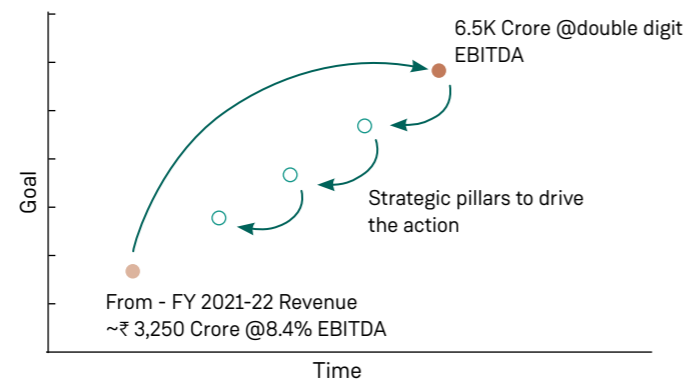 6.5K Crore @double digit
EBITDA
Goal
Strategic pillars to drive
the action
From - FY 2021-22 Revenue
~₹ 3,250 Crore @8.4% EBITDA
Time